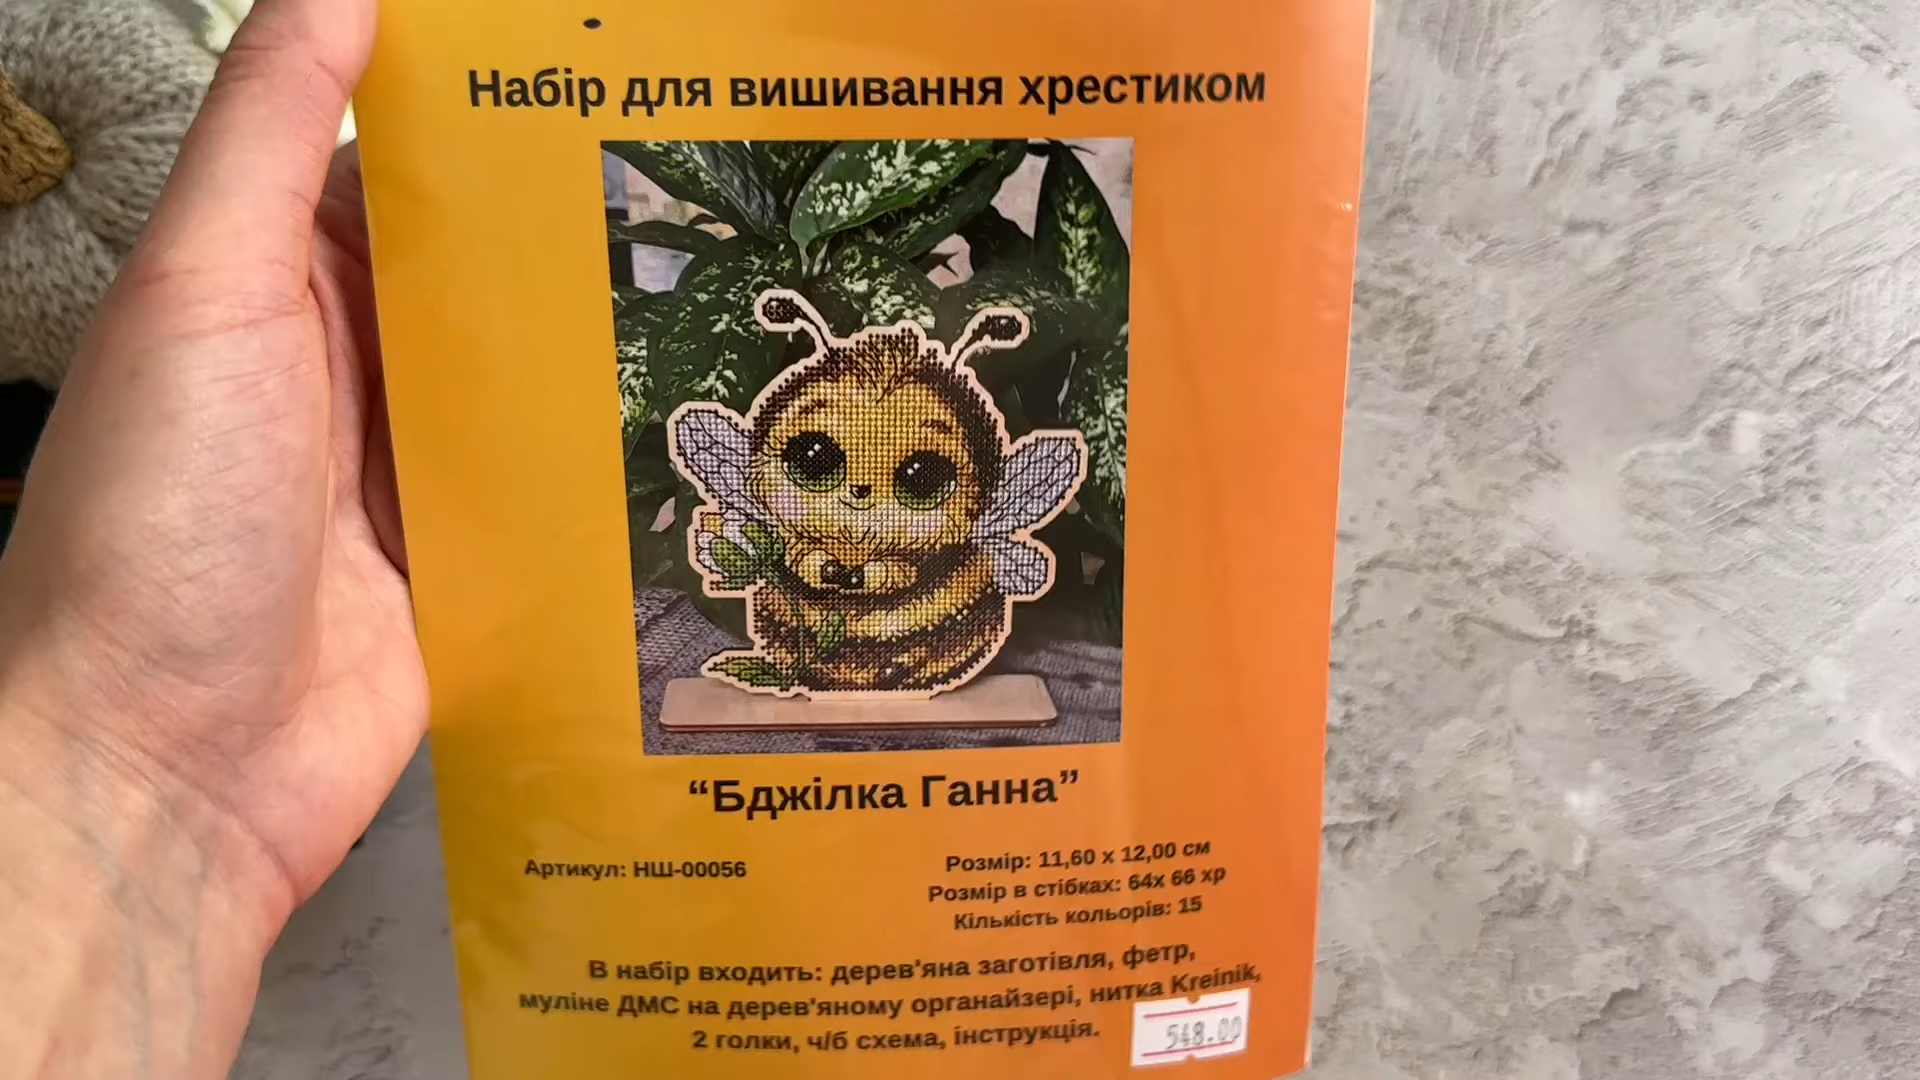 Набір для вишивання хрестиком
“Бджілка Ганна”
Артикул: НШ-00056
Розмір: 11,60 х 12,00 см
Розмір в стібках: 64х 66 хр
Кількість кольорів: 15
В набір входить: дерев'яна заготівля, фетр,
муліне ДМС на дерев'яному органайзері, нитка Kreinik,
2 голки, ч/б схема, інструкція.
548.00